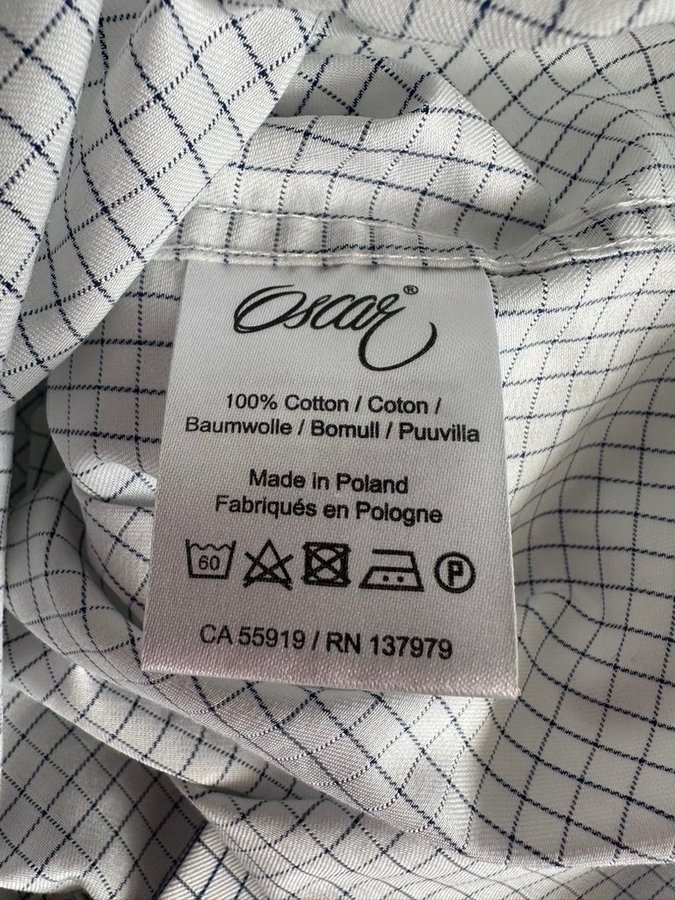 Oscar®
100% Cotton / Coton /
Baumwolle / Bomull / Puuvilla
Made in Poland
Fabriqués en Pologne
60 P
CA 55919 / RN 137979